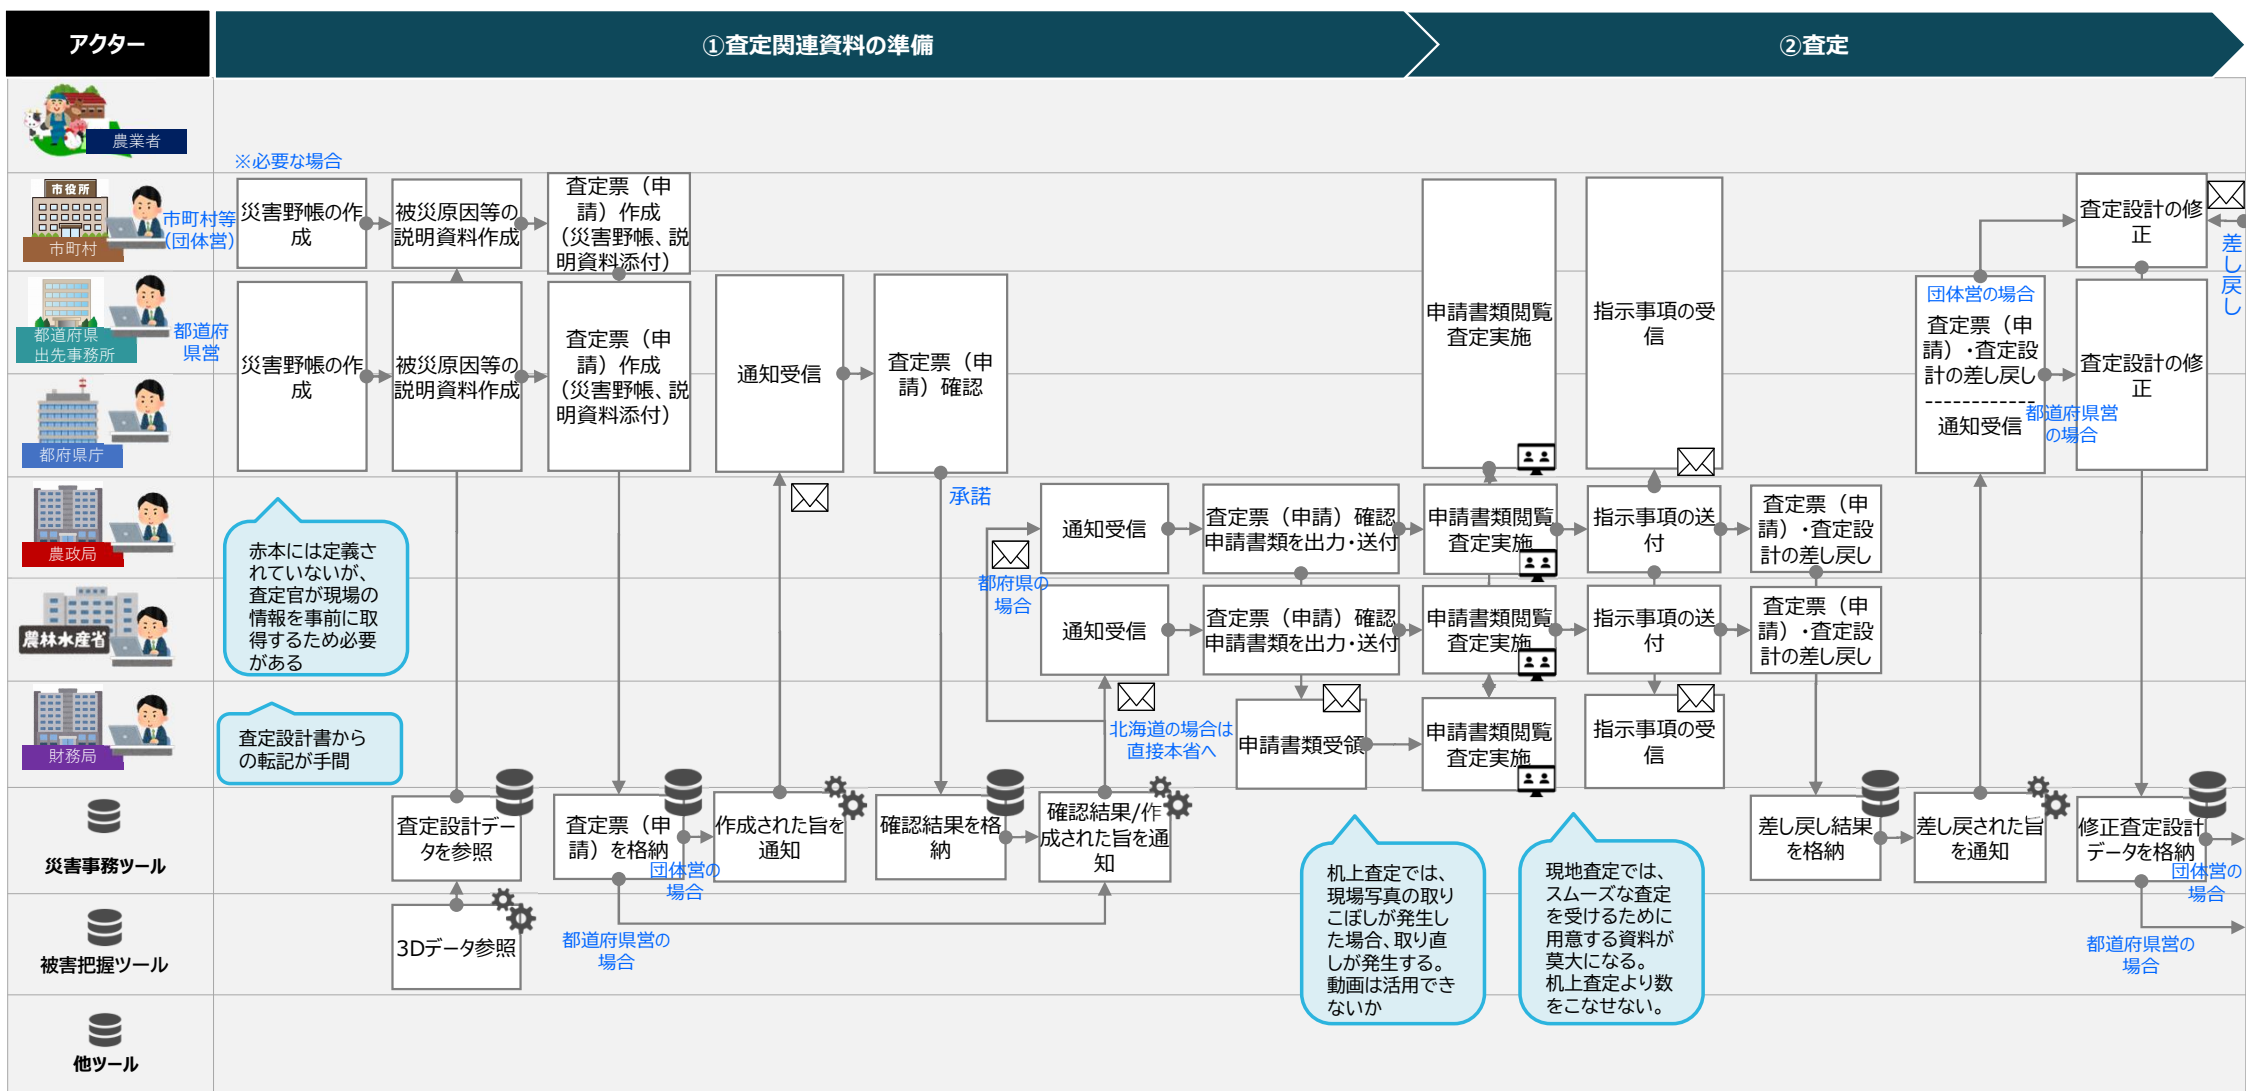 アクター
①査定関連資料の準備
②査定
農業者
※必要な場合
市役所
市町村
市町村等
（団体営）
災害野帳の作
成
被災原因等の
説明資料作成
査定票（申
請）作成
（災害野帳、説
明資料添付）
査定設計の修
正
差し戻し
都道府県
出先事務所
都道府
県営
都府県庁
災害野帳の作
成
被災原因等の
説明資料作成
査定票（申
請）作成
（災害野帳、説
明資料添付）
通知受信
査定票（申
請）確認
申請書類閲覧
査定実施
指示事項の受
信
団体営の場合
査定票（申
請）・査定設
計の差し戻し
------------
通知受信
都道府県営
の場合
査定設計の修
正
承諾
農政局
赤本には定義さ
れていないが、
査定官が現場の
情報を事前に取
得するため必要
がある
都府県の
場合
通知受信
査定票（申請）確認
申請書類を出力・送付
申請書類閲覧
査定実施
指示事項の送
付
査定票（申
請）・査定設
計の差し戻し
農林水産省
通知受信
査定票（申請）確認
申請書類を出力・送付
申請書類閲覧
査定実施
指示事項の送
付
査定票（申
請）・査定設
計の差し戻し
財務局
査定設計書から
の転記が手間
北海道の場合は
直接本省へ
申請書類受領
申請書類閲覧
査定実施
指示事項の受
信
災害事務ツール
査定設計デー
タを参照
査定票（申
請）を格納
団体営の
場合
作成された旨を
通知
確認結果を格
納
確認結果/作
成された旨を通
知
差し戻し結果
を格納
差し戻された旨
を通知
修正査定設計
データを格納
団体営の
場合
被害把握ツール
3Dデータ参照
都道府県営の
場合
机上査定では、
現場写真の取り
こぼしが発生し
た場合、取り直
しが発生する。
動画は活用でき
ないか
現地査定では、
スムーズな査定
を受けるために
用意する資料が
莫大になる。
机上査定より数
をこなせない。
都道府県営の
場合
他ツール